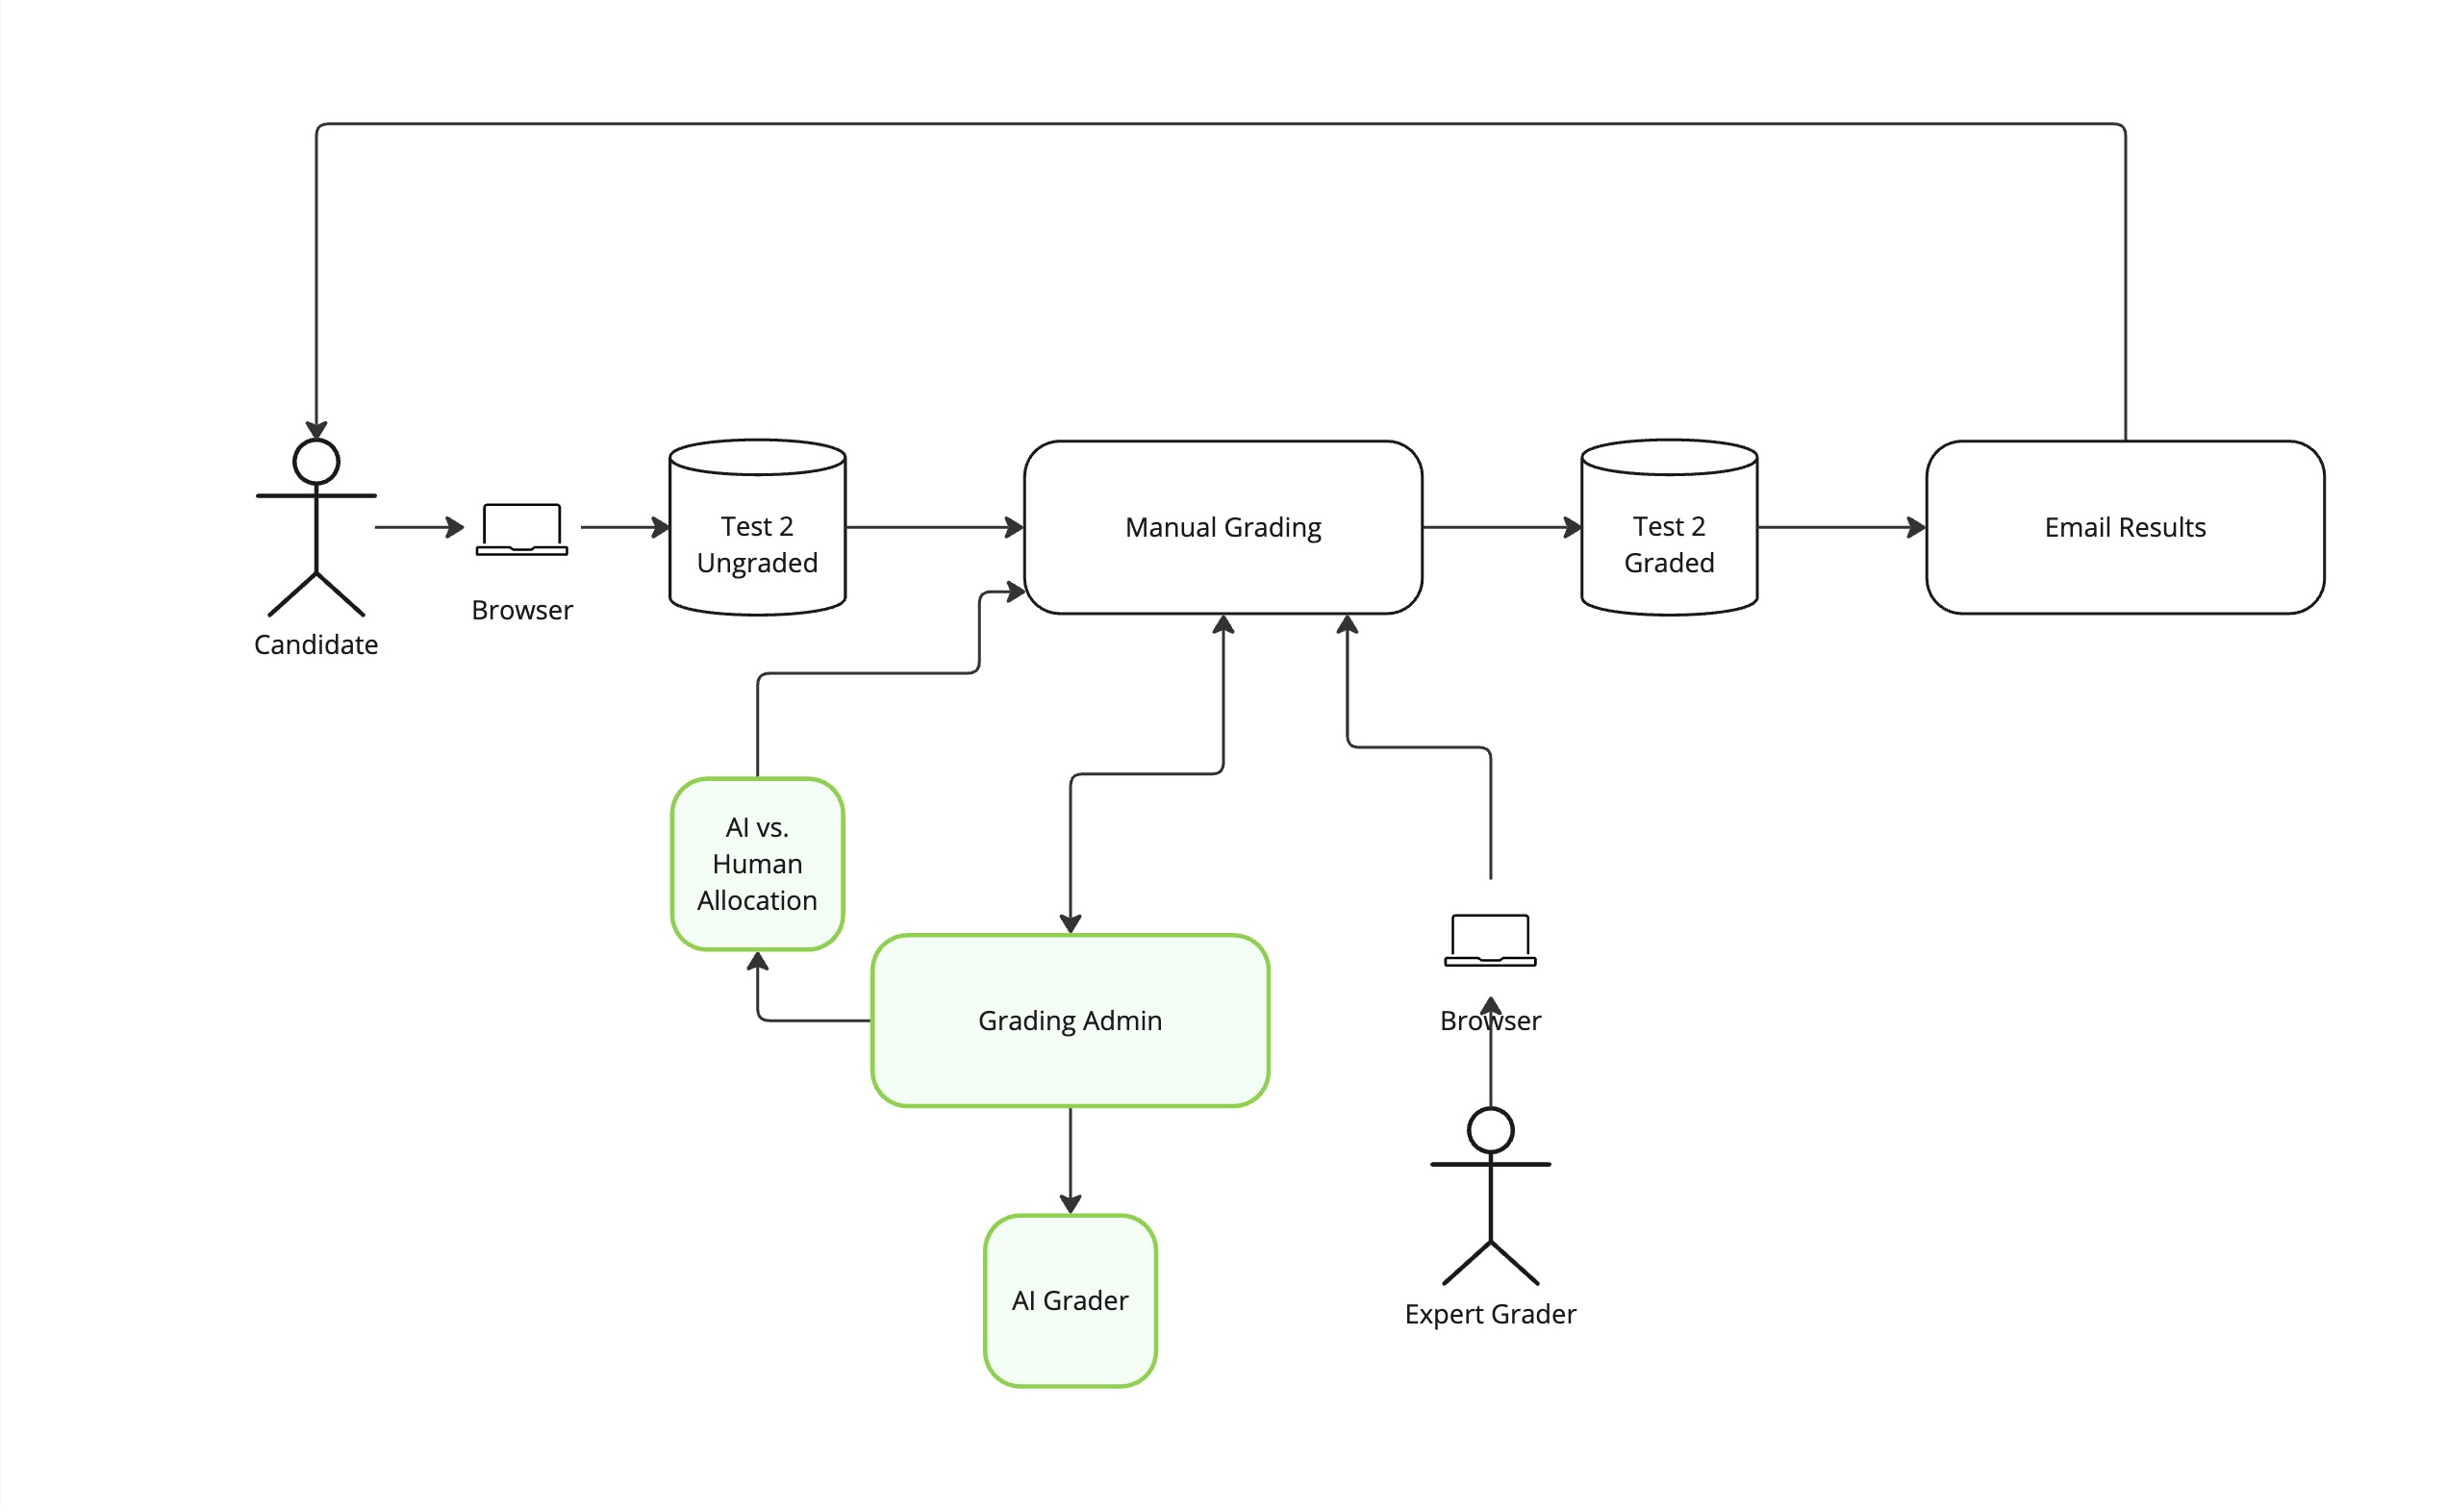 Test 2
Ungraded
Manual Grading
Test 2
Graded
Email Results
Browser
Candidate
AI vs.
Human
Allocation
Grading Admin
Browser
AI Grader
Expert Grader